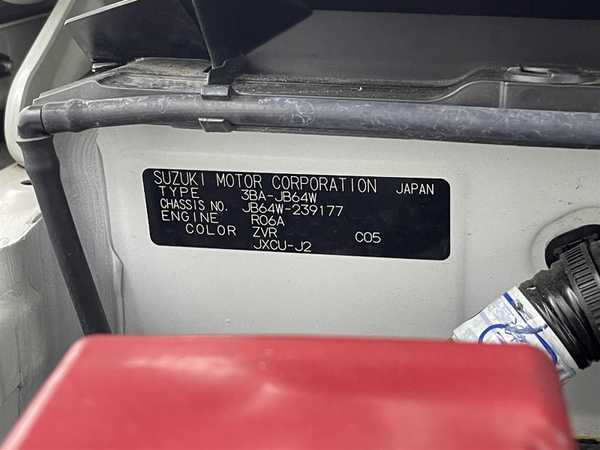 SUZUKI MOTOR CORPORATION JAPAN
TYPE 3BA-JB64W
CHASSIS NO. JB64W-239177
ENGINE R06A
COLOR ZVR C05
JXCU-J2